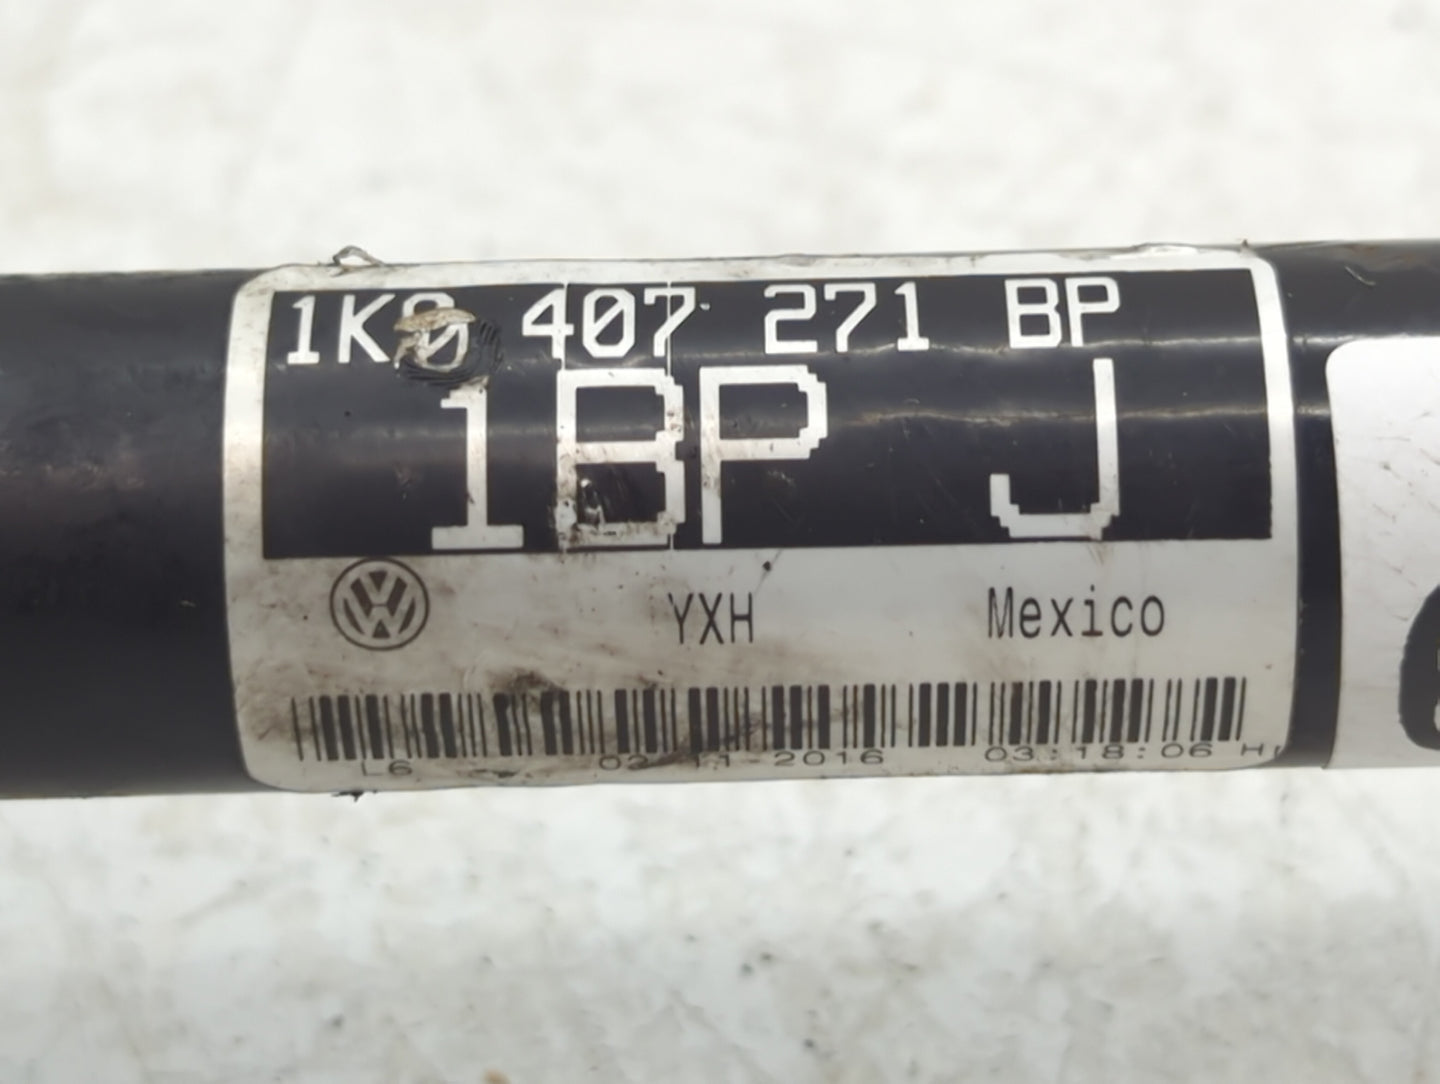 1K0 407 271 BP
1BP J
YXH Mexico
L6 02-11-2016 03:18:06 H